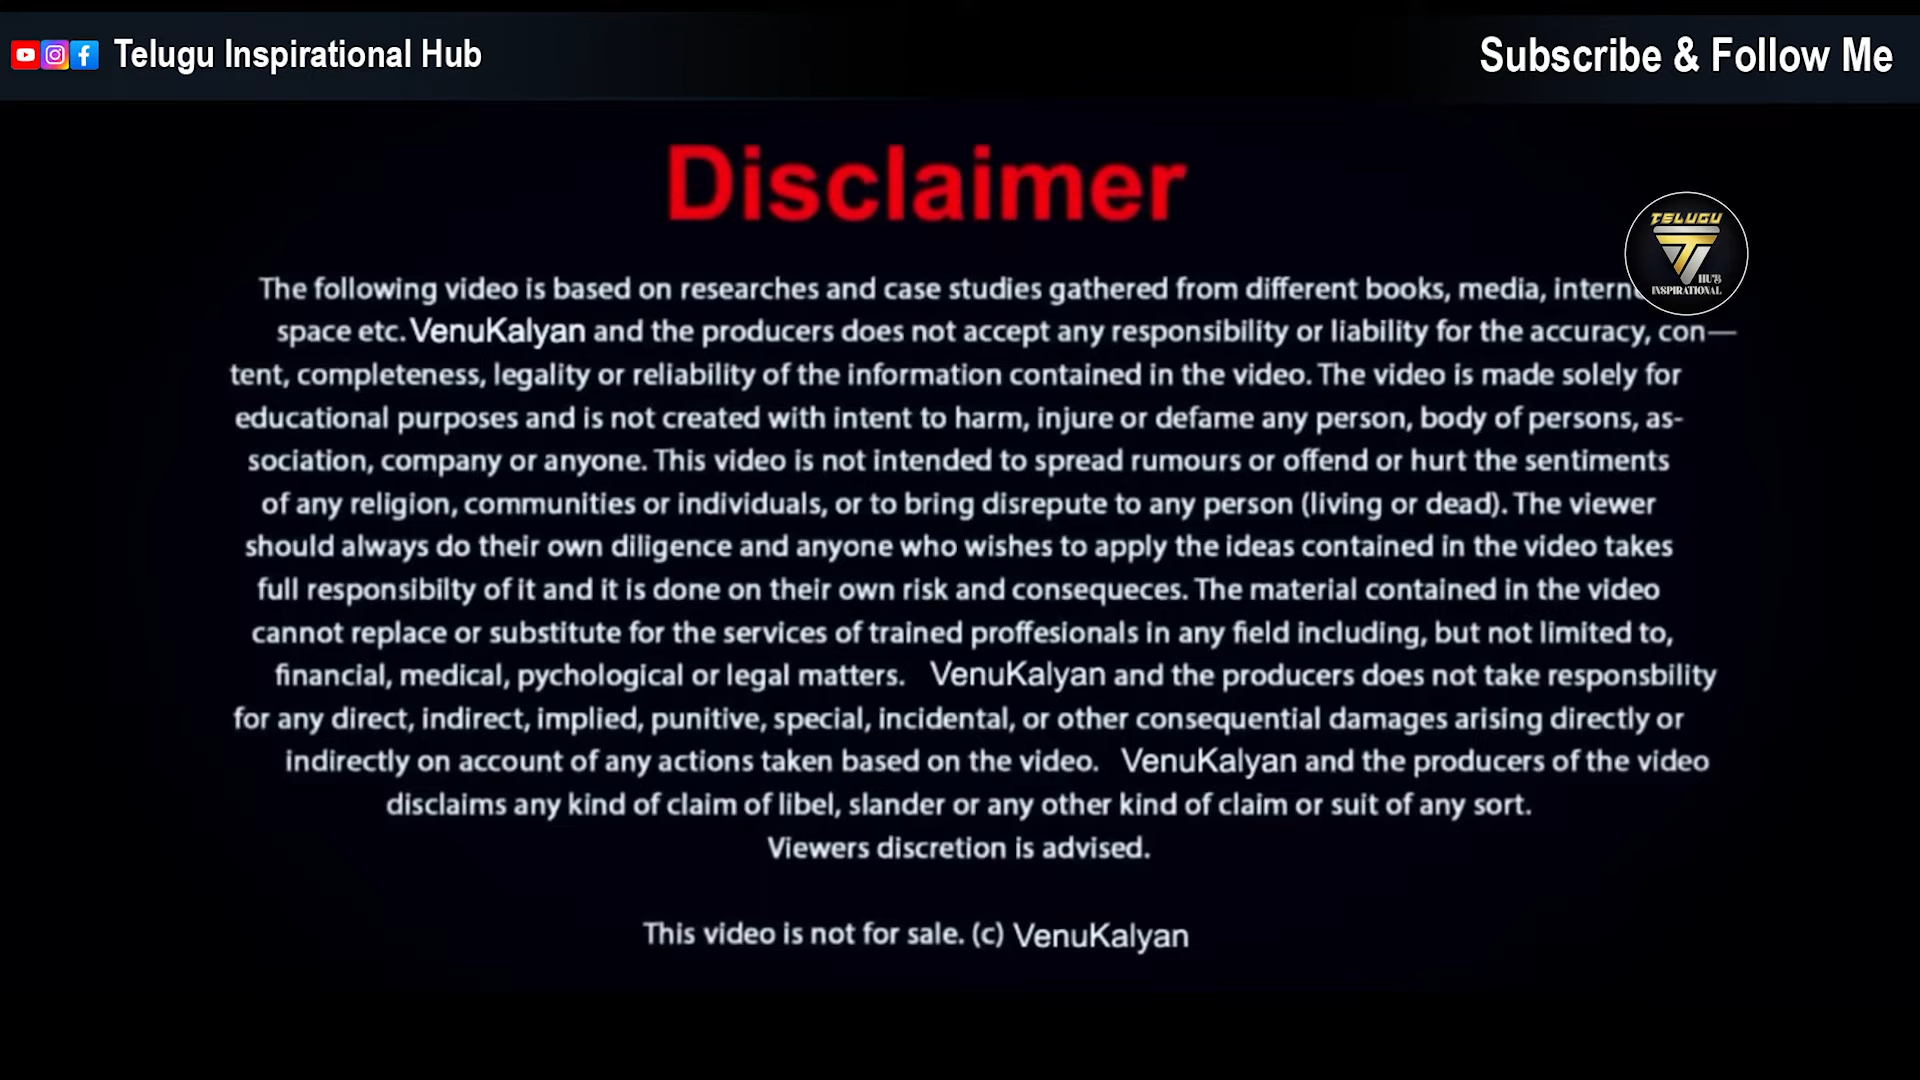 Telugu Inspirational Hub
Subscribe & Follow Me
Disclaimer
TELUGU
HUB
INSPIRATIONAL
The following video is based on researches and case studies gathered from different books, media,
space etc. VenuKalyan and the producers does not accept any responsibility or liability for the accuracy, con—
tent, completeness, legality or reliability of the information contained in the video. The video is made solely for
educational purposes and is not created with intent to harm, injure or defame any person, body of persons, as-
sociation, company or anyone. This video is not intended to spread rumours or offend or hurt the sentiments
of any religion, communities or individuals, or to bring disrepute to any person (living or dead). The viewer
should always do their own diligence and anyone who wishes to apply the ideas contained in the video takes
full responsibilty of it and it is done on their own risk and consequeces. The material contained in the video
cannot replace or substitute for the services of trained proffesionals in any field including, but not limited to,
financial, medical, pychological or legal matters. VenuKalyan and the producers does not take responsbility
for any direct, indirect, implied, punitive, special, incidental, or other consequential damages arising directly or
indirectly on account of any actions taken based on the video. VenuKalyan and the producers of the video
disclaims any kind of claim of libel, slander or any other kind of claim or suit of any sort.
Viewers discretion is advised.
This video is not for sale. (c) VenuKalyan